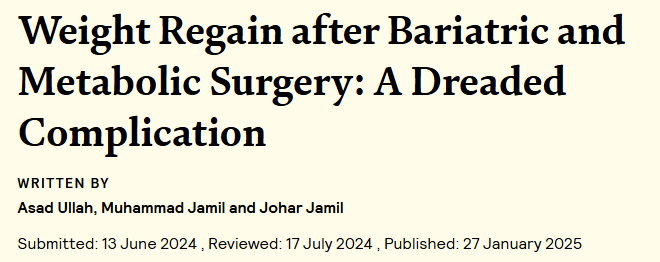 Weight Regain after Bariatric and
Metabolic Surgery: A Dreaded
Complication
WRITTEN BY
Asad Ullah, Muhammad Jamil and Johar Jamil
Submitted: 13 June 2024 , Reviewed: 17 July 2024 , Published: 27 January 2025